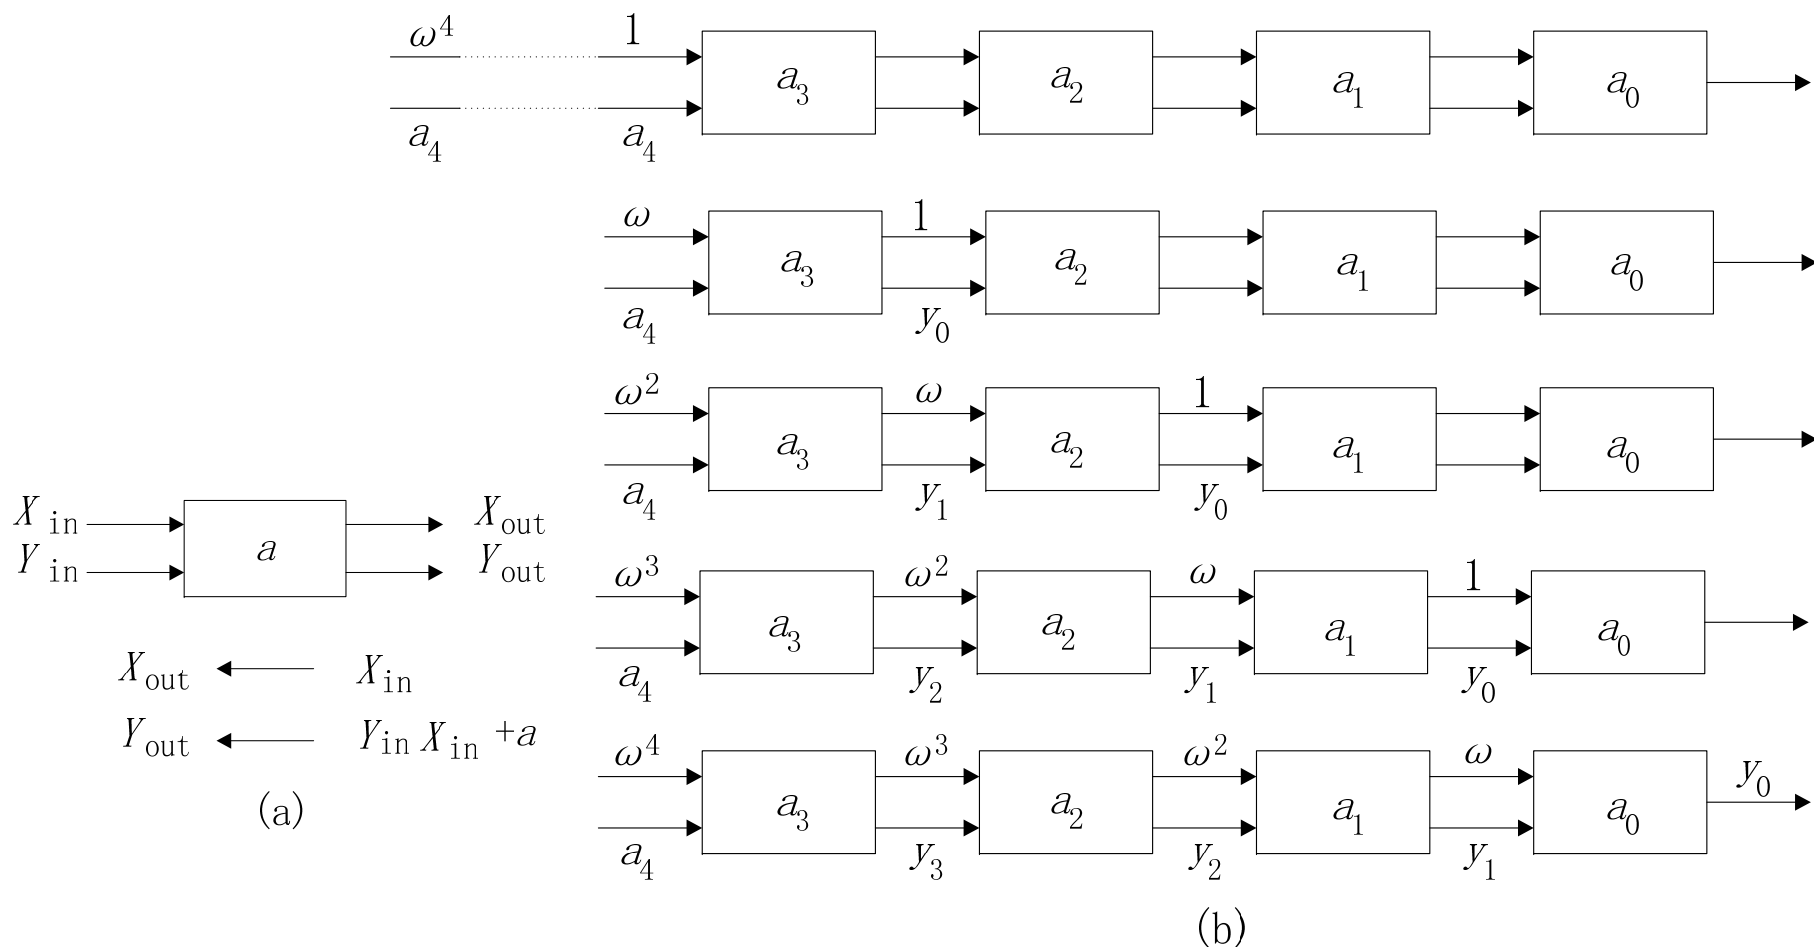 ω⁴ 1
a₃ a₂ a₁ a₀
a₄ a₄
ω 1
a₃ a₂ a₁ a₀
a₄ y₀
ω² ω 1
a₃ a₂ a₁ a₀
a₄ y₁ y₀
ω³ ω² ω 1
a₃ a₂ a₁ a₀
a₄ y₂ y₁ y₀
ω⁴ ω³ ω² ω y₀
a₃ a₂ a₁ a₀
a₄ y₃ y₂ y₁
(b)
X in X out
a
Y in Y out
X out ← X in
Y out ← Y in X in +a
(a)